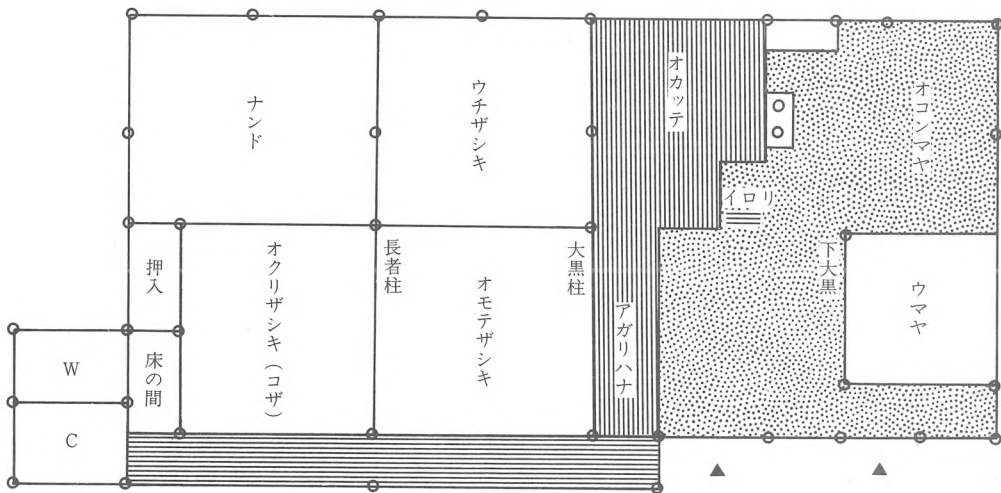 ナンド
ウチザシキ
オカッテ
オコンマヤ
イロリ
押入
オクリザシキ(コザ)
長者柱
オモテザシキ
大黒柱
アガリハナ
下大黒
ウマヤ
床の間
W
C